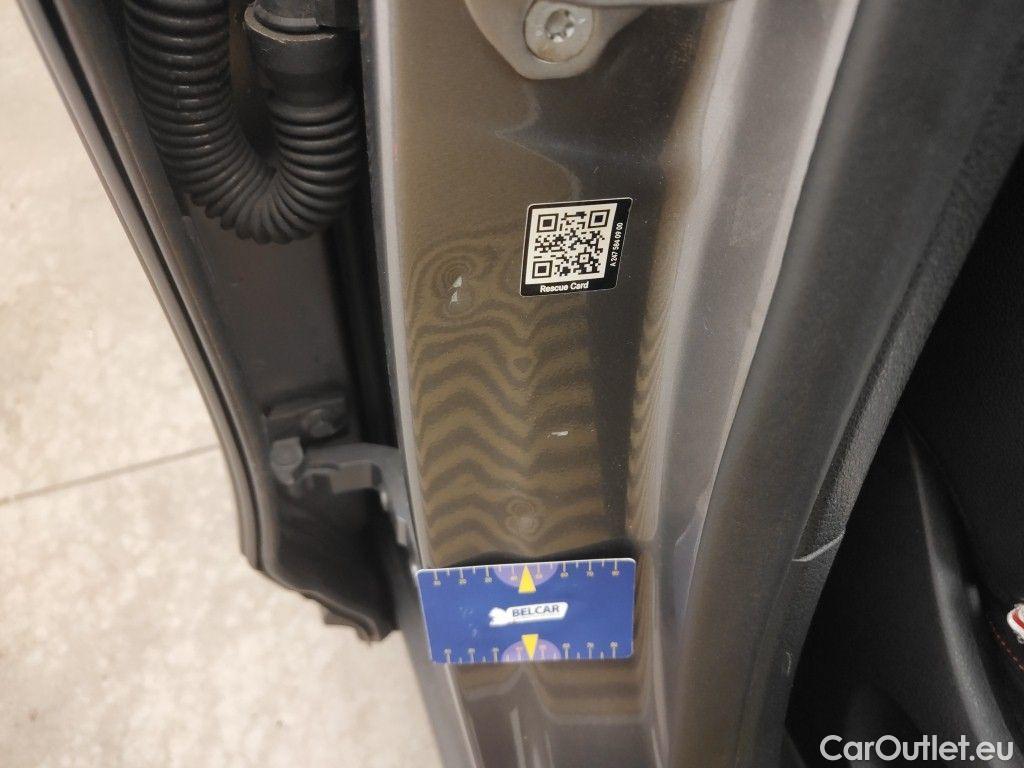 A 247 584 09 00
Rescue Card
BELCAR
CarOutlet.eu